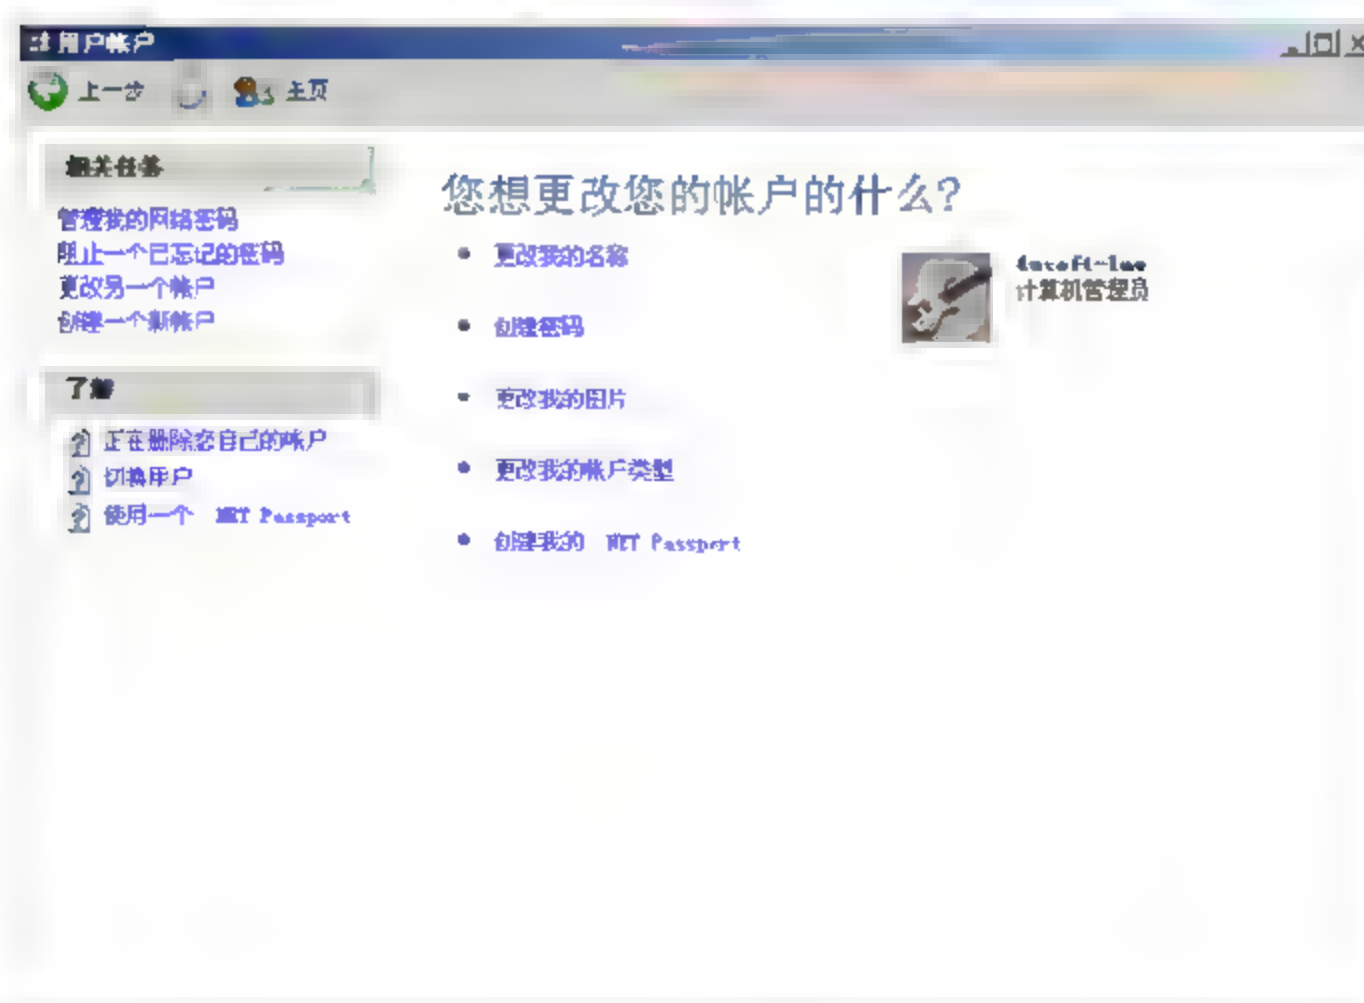 用户帐户
上一步 主页
相关任务
管理我的网络密码
阻止一个已忘记的密码
更改另一个帐户
创建一个新帐户
了解
正在删除您自己的帐户
切换用户
使用一个 NET Passport
您想更改您的帐户的什么?
更改我的名称
创建密码
更改我的图片
更改我的帐户类型
创建我的 NET Passport
计算机管理员